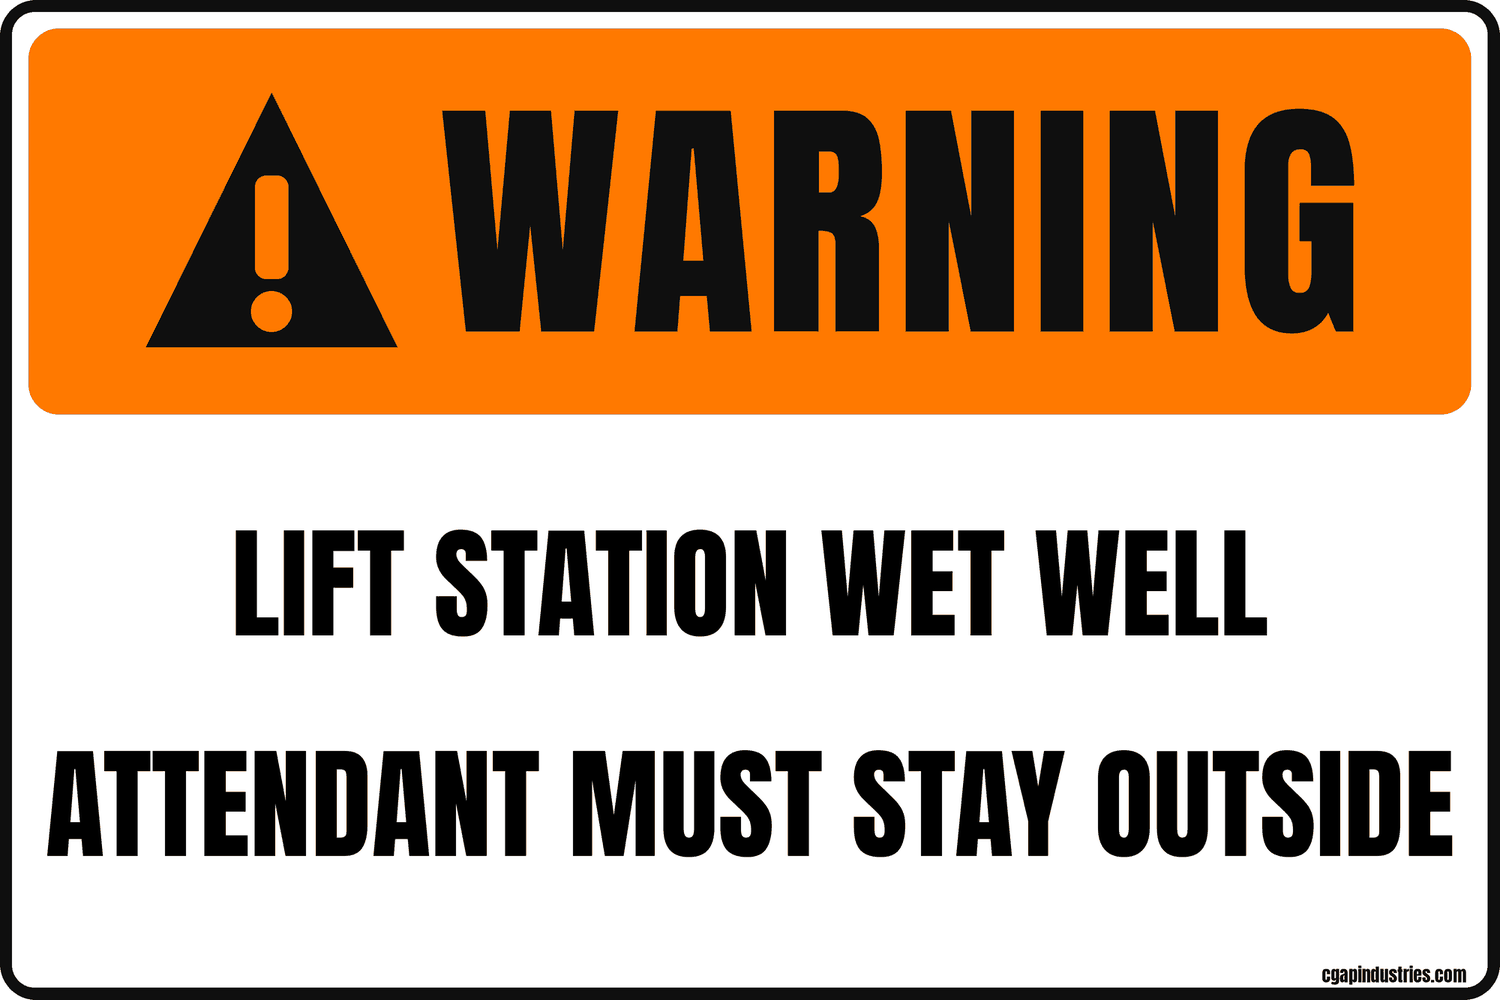 WARNING
LIFT STATION WET WELL
ATTENDANT MUST STAY OUTSIDE
cgapindustries.com